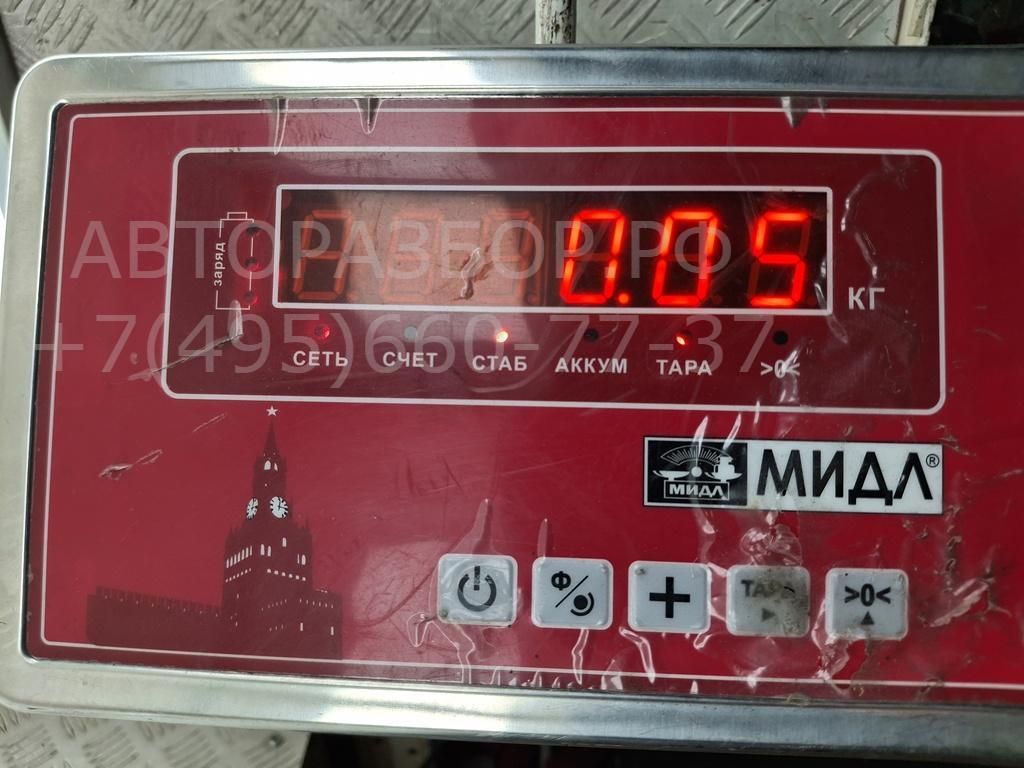 АВТОРАЗБОР.РФ
+7(495)660-77-37
заряд
0.05
КГ
СЕТЬ СЧЕТ СТАБ АККУМ ТАРА >0<
МИДЛ МИДЛ®
Ф ТАРА >0<